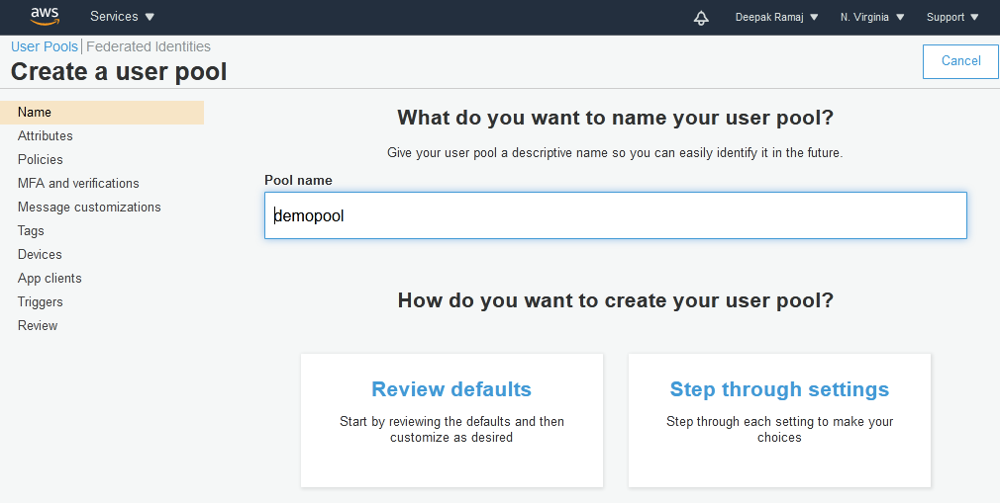 aws Services Deepak Ramaj N. Virginia Support
User Pools Federated Identities
Create a user pool
Cancel
Name
Attributes
Policies
MFA and verifications
Message customizations
Tags
Devices
App clients
Triggers
Review
What do you want to name your user pool?
Give your user pool a descriptive name so you can easily identify it in the future.
Pool name
demopool
How do you want to create your user pool?
Review defaults
Start by reviewing the defaults and then
customize as desired
Step through settings
Step through each setting to make your
choices